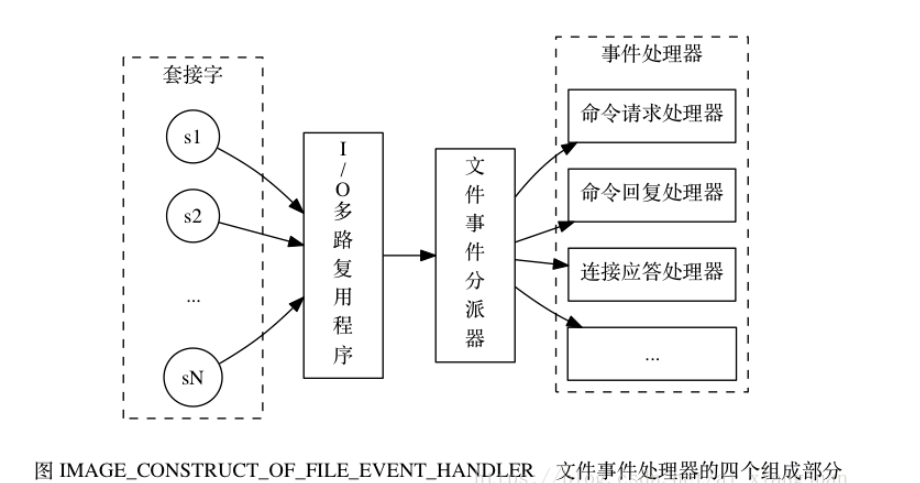 套接字
s1
s2
...
sN
I/O多路复用程序
文件事件分派器
事件处理器
命令请求处理器
命令回复处理器
连接应答处理器
...
图 IMAGE_CONSTRUCT_OF_FILE_EVENT_HANDLER 文件事件处理器的四个组成部分